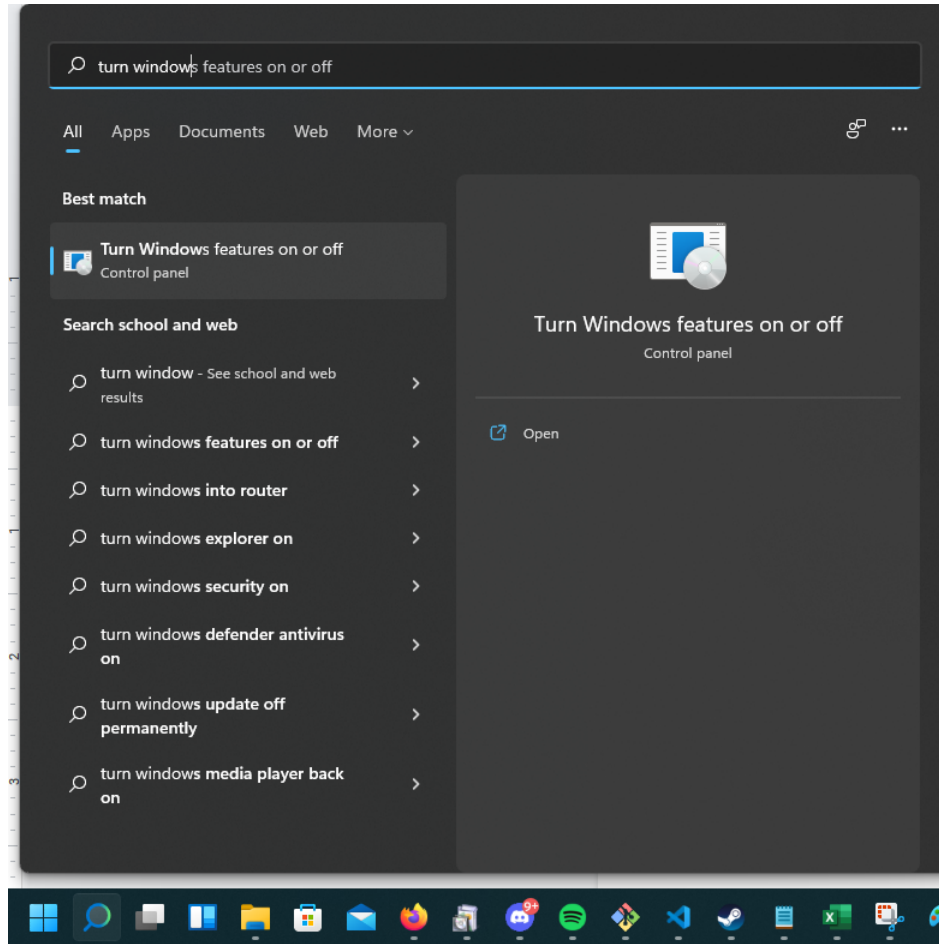 turn windows features on or off
All Apps Documents Web More
Best match
Turn Windows features on or off
Control panel
Search school and web
turn window - See school and web
results
turn windows features on or off
turn windows into router
turn windows explorer on
turn windows security on
turn windows defender antivirus
on
turn windows update off
permanently
turn windows media player back
on
Turn Windows features on or off
Control panel
Open
1
1
2
3
9+